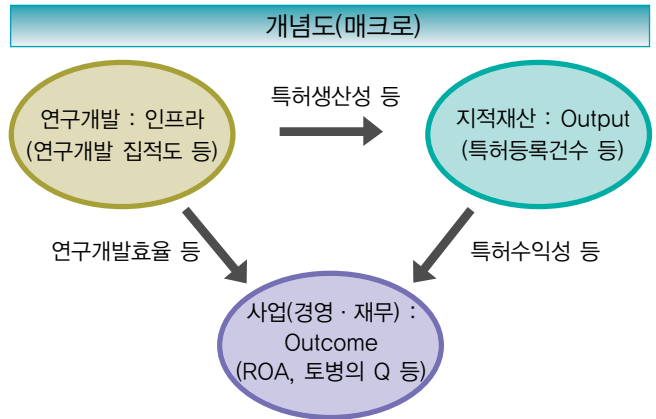 개념도(매크로)
연구개발 : 인프라
(연구개발 집적도 등)
특허생산성 등
지적재산 : Output
(특허등록건수 등)
연구개발효율 등
특허수익성 등
사업(경영 · 재무) :
Outcome
(ROA, 토병의 Q 등)